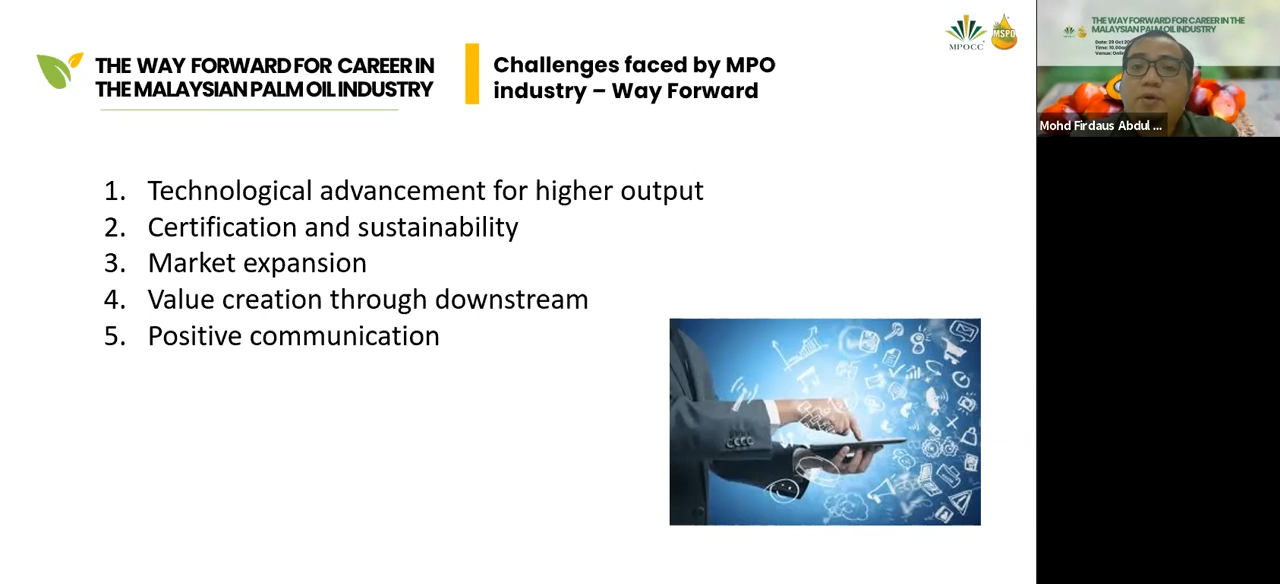 THE WAY FORWARD FOR CAREER IN
THE MALAYSIAN PALM OIL INDUSTRY
Challenges faced by MPO
industry – Way Forward
MPOCC
MSPO
1. Technological advancement for higher output
2. Certification and sustainability
3. Market expansion
4. Value creation through downstream
5. Positive communication
THE WAY FORWARD FOR CAREER IN THE
MALAYSIAN PALM OIL INDUSTRY
Mohd Firdaus Abdul ...